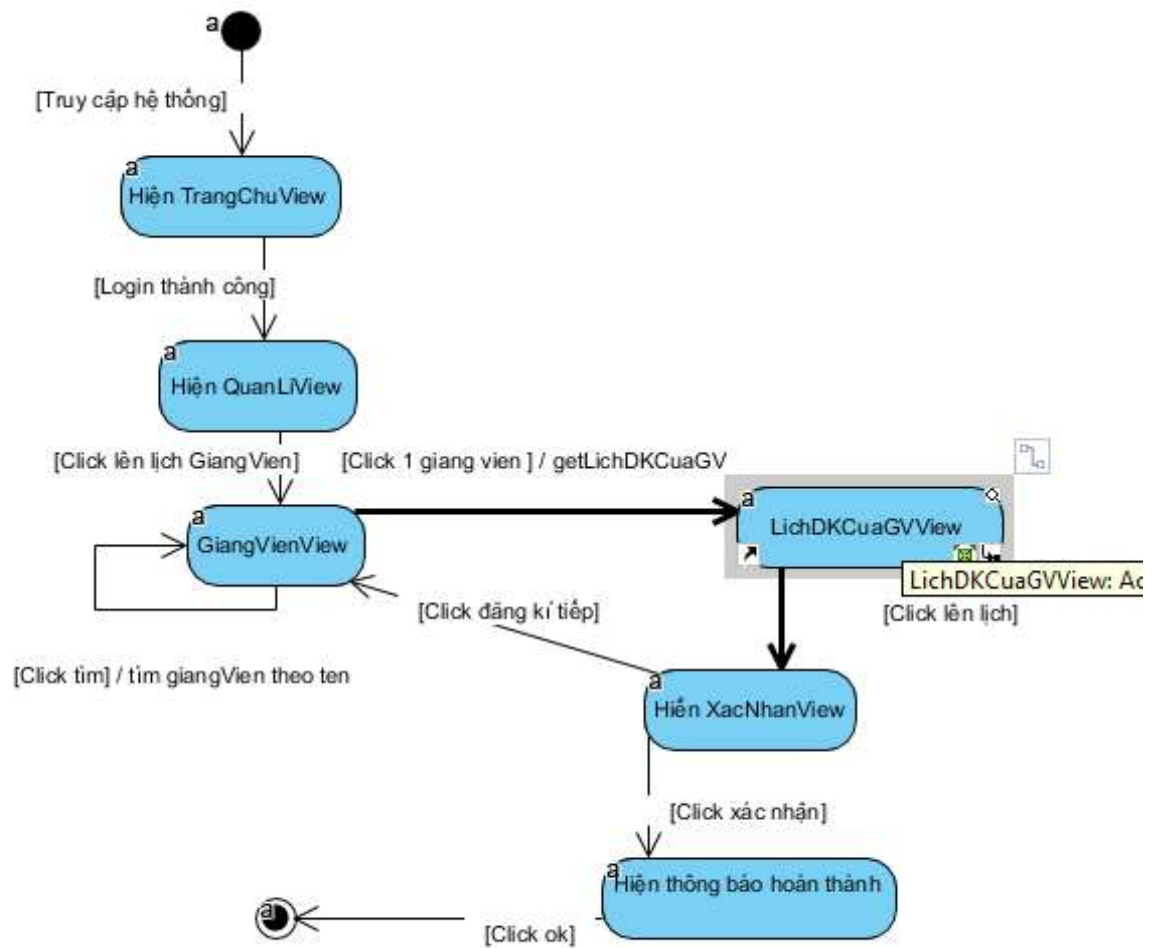 a
[Truy cập hệ thống]
a
Hiện TrangChuView
[Login thành công]
a
Hiện QuanLíView
[Click lên lịch GiangVien]
[Click 1 giang vien ] / getLichDKCuaGV
a
GiangVienView
a
LichDKCuaGVView
LichDKCuaGVView: Ac
[Click đăng kí tiếp]
[Click lên lịch]
[Click tìm] / tìm giangVien theo ten
a
Hiển XacNhanView
[Click xác nhận]
a
Hiện thông báo hoàn thành
a
[Click ok]